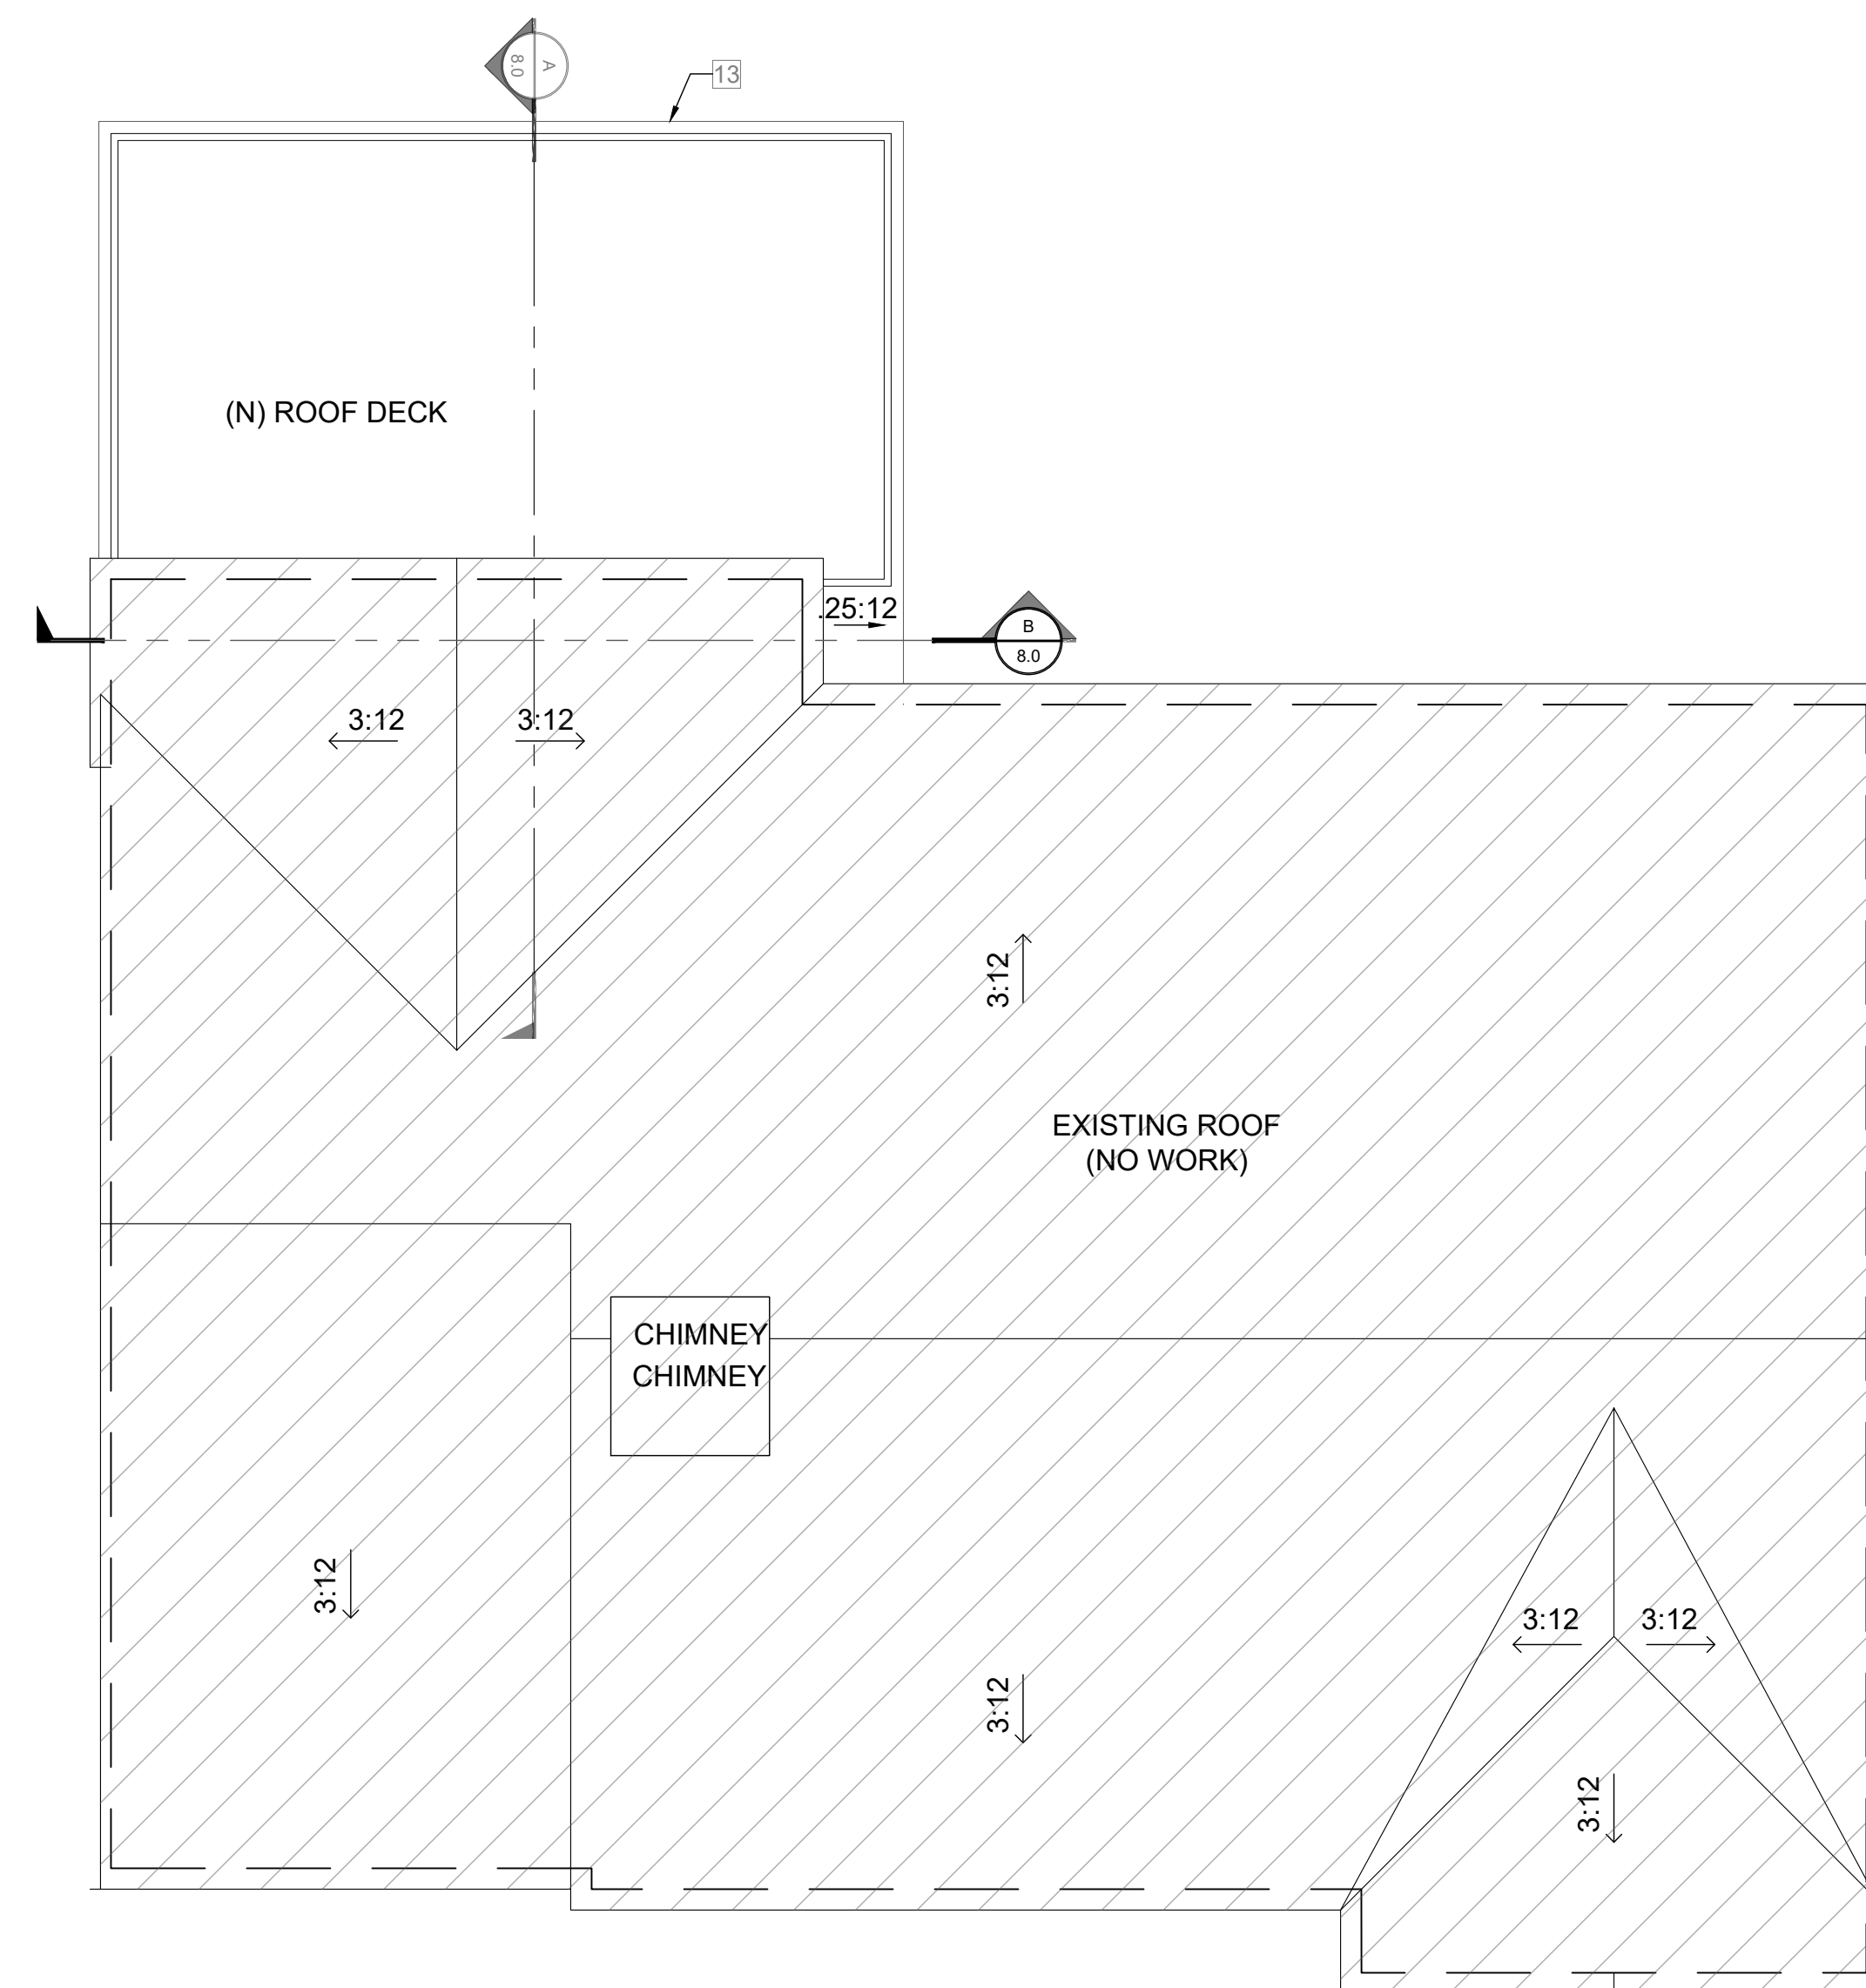 A
8.0
13
(N) ROOF DECK
.25:12
B
8.0
3:12
3:12
3:12
EXISTING ROOF
(NO WORK)
CHIMNEY
CHIMNEY
3:12
3:12
3:12
3:12
3:12